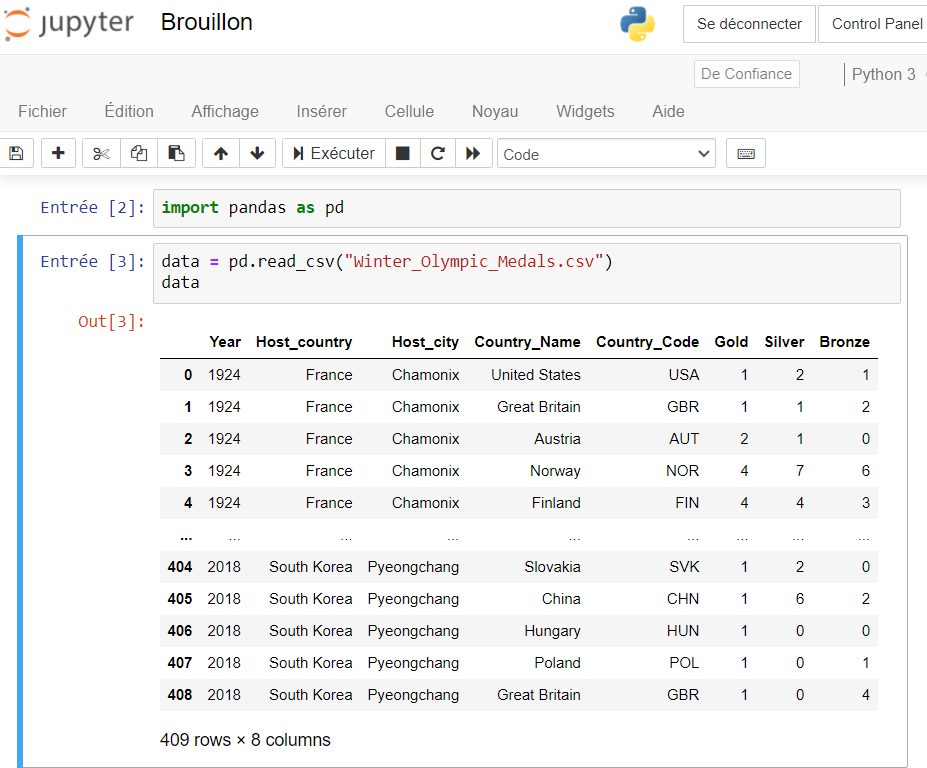 jupyter Brouillon Se déconnecter Control Panel
De Confiance Python 3
Fichier Édition Affichage Insérer Cellule Noyau Widgets Aide
Exécuter Code
Entrée [2]: import pandas as pd
Entrée [3]: data = pd.read_csv("Winter_Olympic_Medals.csv")
data
Out[3]:
Year Host_country Host_city Country_Name Country_Code Gold Silver Bronze
0 1924 France Chamonix United States USA 1 2 1
1 1924 France Chamonix Great Britain GBR 1 1 2
2 1924 France Chamonix Austria AUT 2 1 0
3 1924 France Chamonix Norway NOR 4 7 6
4 1924 France Chamonix Finland FIN 4 4 3
... ... ... ... ... ... ... ... ...
404 2018 South Korea Pyeongchang Slovakia SVK 1 2 0
405 2018 South Korea Pyeongchang China CHN 1 6 2
406 2018 South Korea Pyeongchang Hungary HUN 1 0 0
407 2018 South Korea Pyeongchang Poland POL 1 0 1
408 2018 South Korea Pyeongchang Great Britain GBR 1 0 4
409 rows × 8 columns